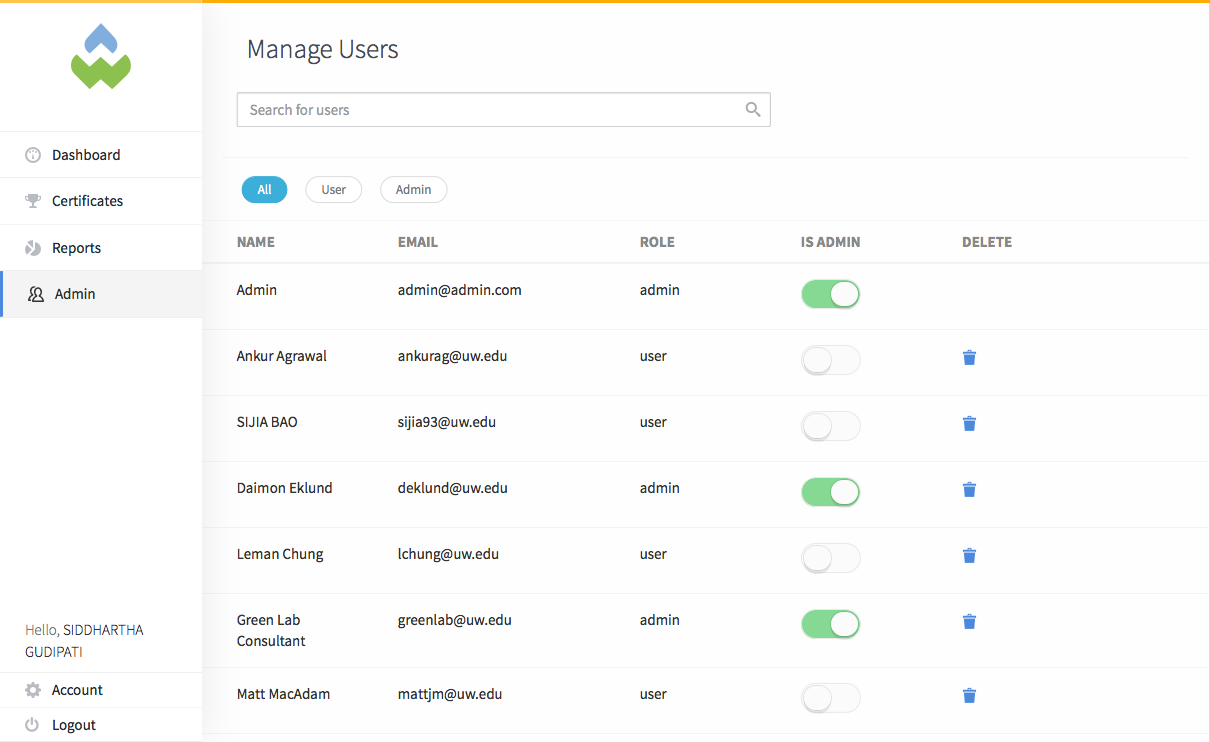 Manage Users
Search for users
Dashboard
Certificates
Reports
Admin
All User Admin
NAME EMAIL ROLE IS ADMIN DELETE
Admin admin@admin.com admin
Ankur Agrawal ankurag@uw.edu user
SIJIA BAO sijia93@uw.edu user
Daimon Eklund deklund@uw.edu admin
Leman Chung lchung@uw.edu user
Green Lab greenlab@uw.edu admin
Consultant
Matt MacAdam mattjm@uw.edu user
Hello, SIDDHARTHA
GUDIPATI
Account
Logout